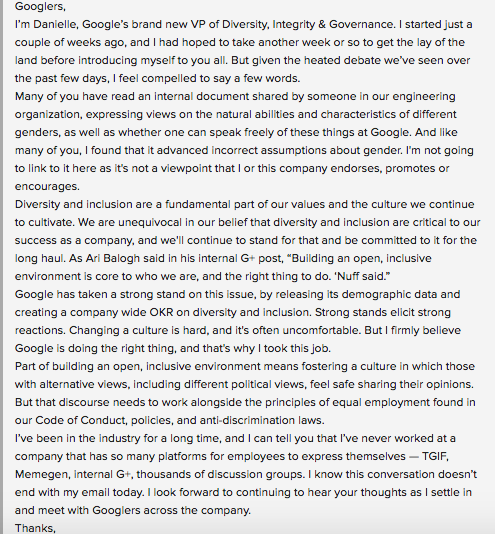 Googlers,
I'm Danielle, Google's brand new VP of Diversity, Integrity & Governance. I started just a
couple of weeks ago, and I had hoped to take another week or so to get the lay of the
land before introducing myself to you all. But given the heated debate we've seen over
the past few days, I feel compelled to say a few words.
Many of you have read an internal document shared by someone in our engineering
organization, expressing views on the natural abilities and characteristics of different
genders, as well as whether one can speak freely of these things at Google. And like
many of you, I found that it advanced incorrect assumptions about gender. I'm not going
to link to it here as it's not a viewpoint that I or this company endorses, promotes or
encourages.
Diversity and inclusion are a fundamental part of our values and the culture we continue
to cultivate. We are unequivocal in our belief that diversity and inclusion are critical to our
success as a company, and we'll continue to stand for that and be committed to it for the
long haul. As Ari Balogh said in his internal G+ post, “Building an open, inclusive
environment is core to who we are, and the right thing to do. ‘Nuff said.”
Google has taken a strong stand on this issue, by releasing its demographic data and
creating a company wide OKR on diversity and inclusion. Strong stands elicit strong
reactions. Changing a culture is hard, and it's often uncomfortable. But I firmly believe
Google is doing the right thing, and that's why I took this job.
Part of building an open, inclusive environment means fostering a culture in which those
with alternative views, including different political views, feel safe sharing their opinions.
But that discourse needs to work alongside the principles of equal employment found in
our Code of Conduct, policies, and anti-discrimination laws.
I've been in the industry for a long time, and I can tell you that I've never worked at a
company that has so many platforms for employees to express themselves — TGIF,
Memegen, internal G+, thousands of discussion groups. I know this conversation doesn't
end with my email today. I look forward to continuing to hear your thoughts as I settle in
and meet with Googlers across the company.
Thanks,